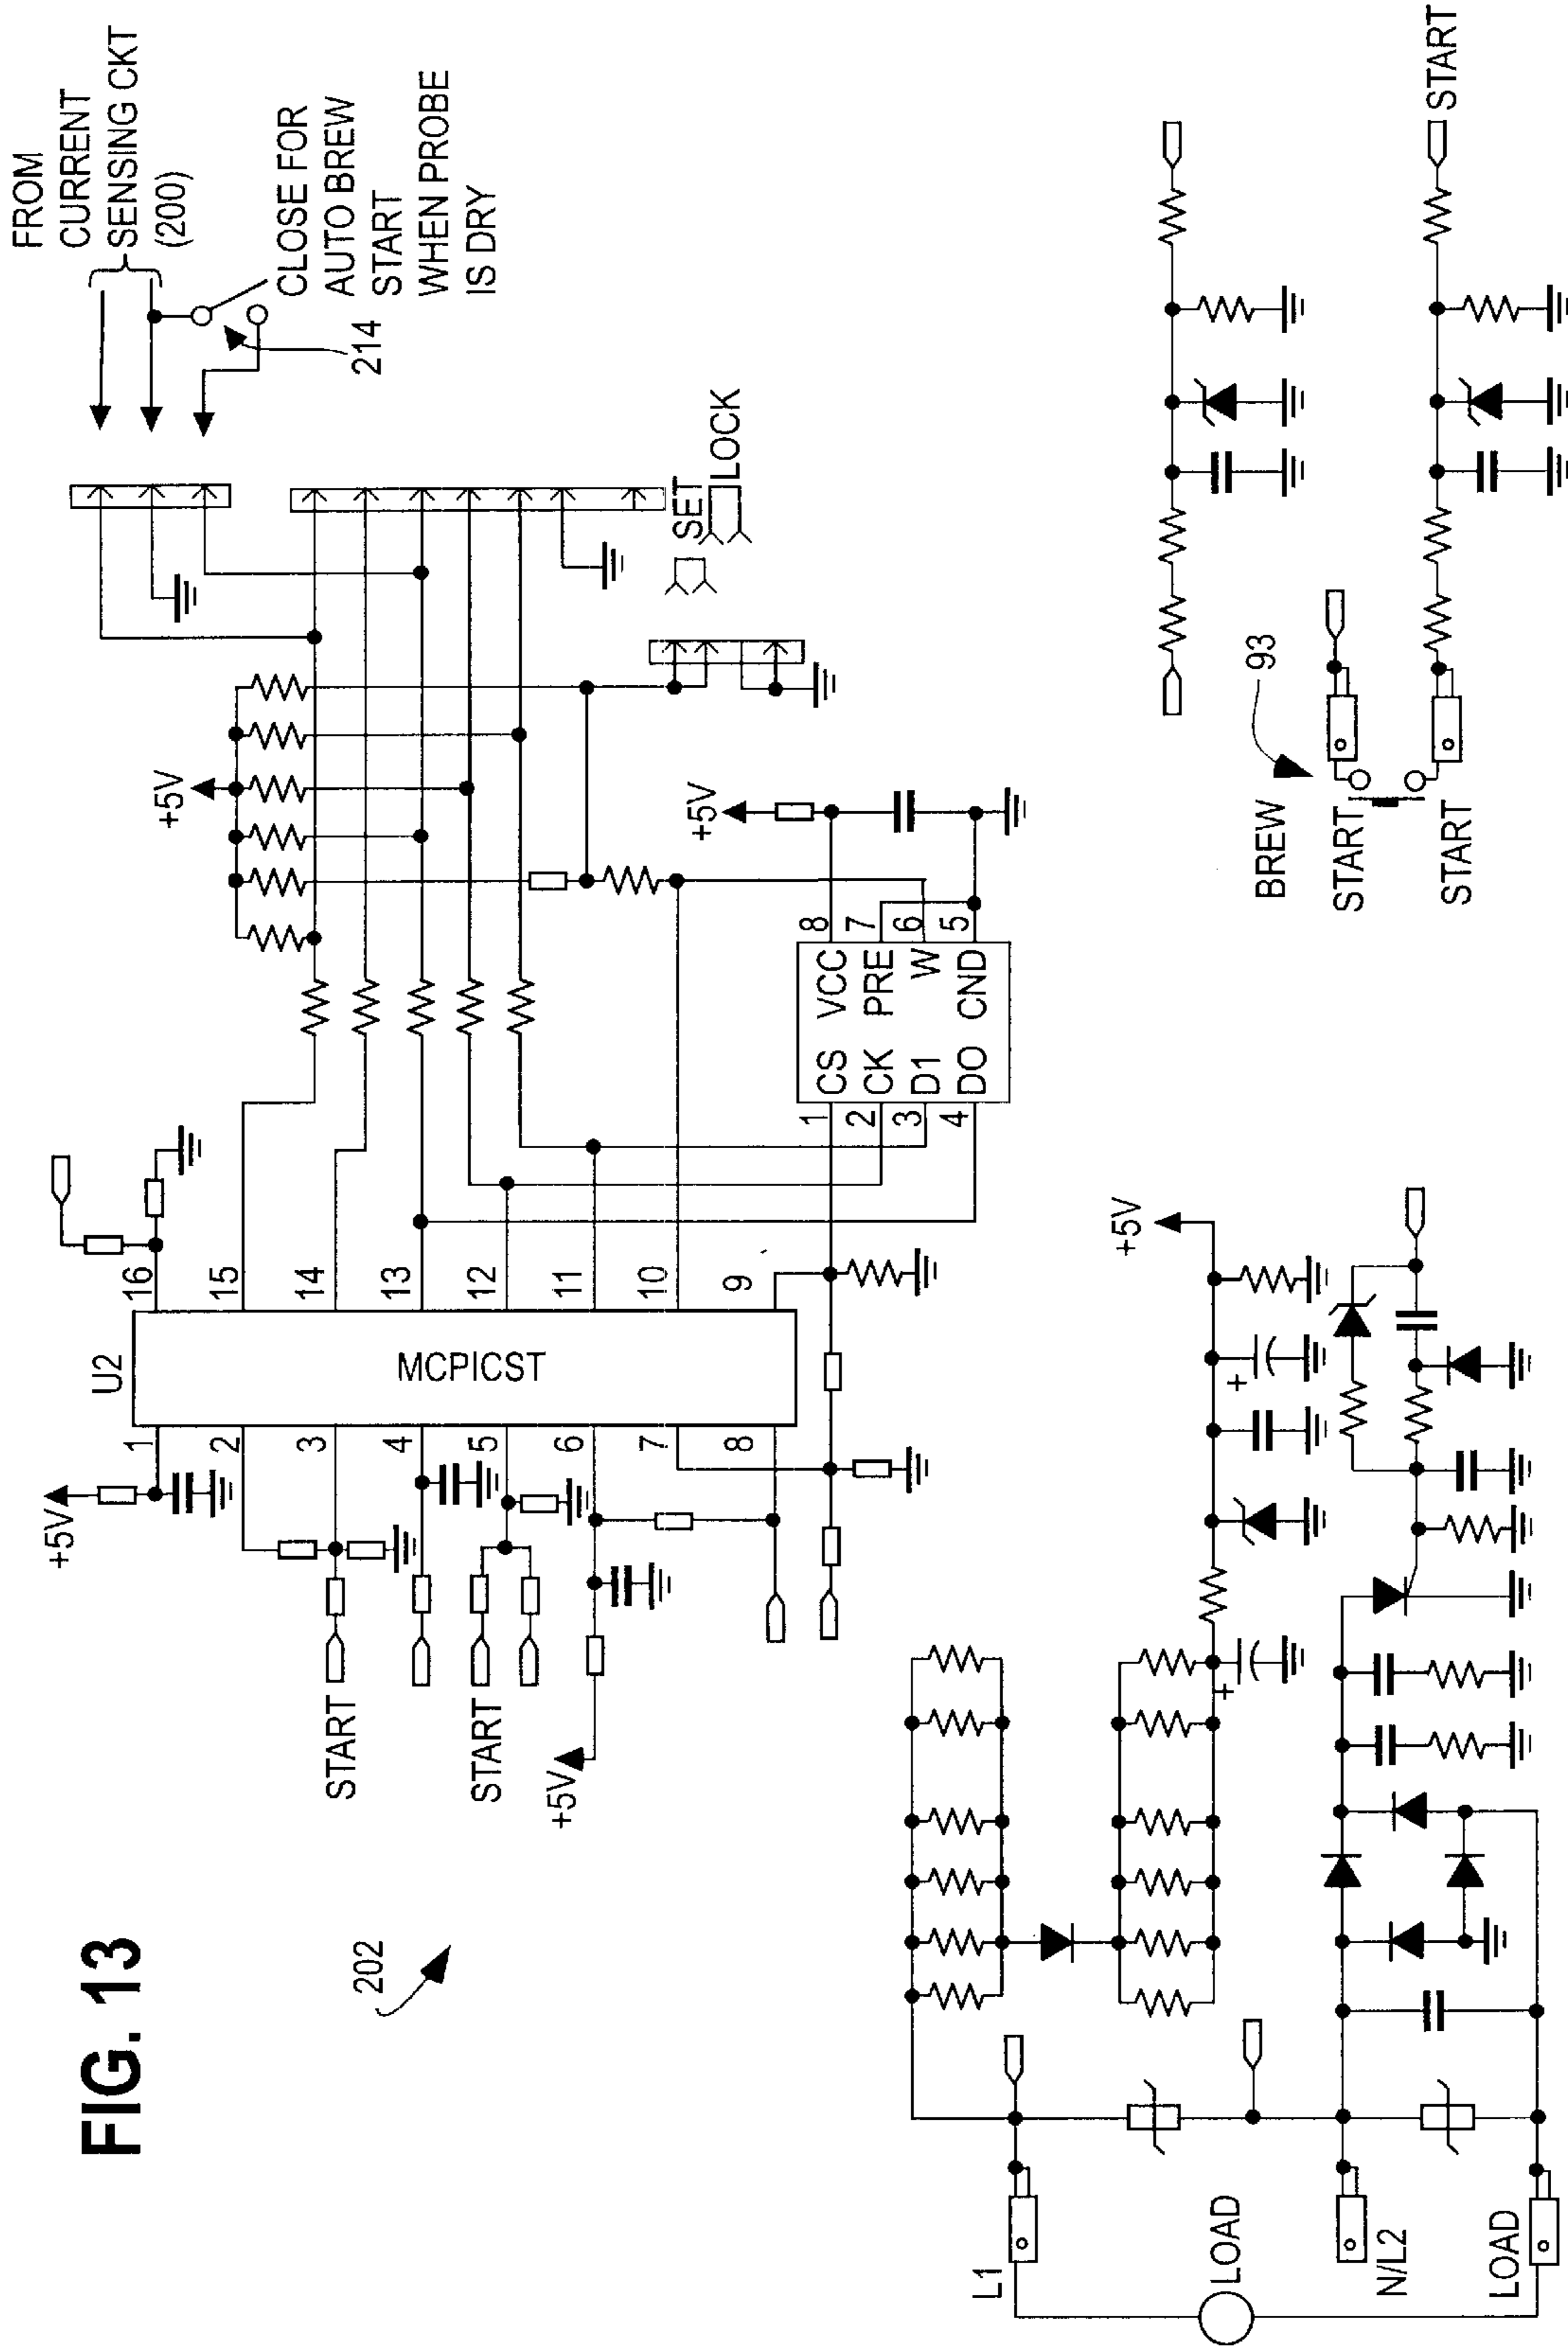 FIG. 13
202
FROM
CURRENT
SENSING CKT
(200)
CLOSE FOR
AUTO BREW
START
WHEN PROBE
IS DRY
214
LOCK
SET
+5V
+5V
U2
MCPICST
1
2
3
4
5
6
7
8
16
15
14
13
12
11
10
9
START
START
+5V
+5V
1
2
3
4
CS VCC
CK PRE
D1 W
DO CND
8
7
6
5
+5V
L1
LOAD
N/L2
LOAD
+
+
BREW
93
START
START
START